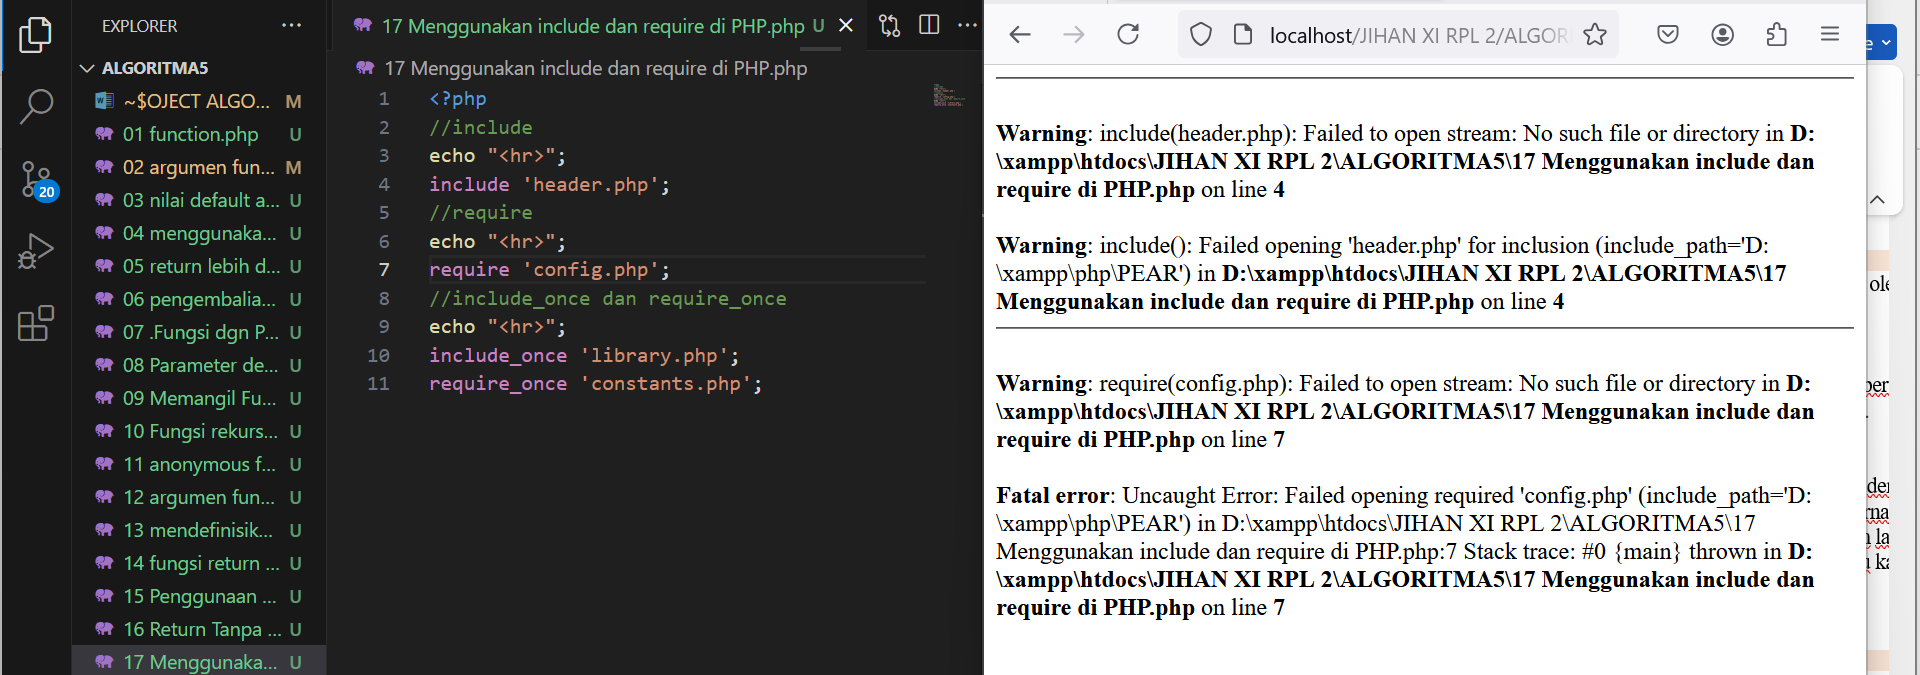 EXPLORER
ALGORITMA5
~$OJECT ALGO... M
01 function.php U
02 argumen fun... M
03 nilai default a... U
04 menggunaka... U
05 return lebih d... U
06 pengembalia... U
07 .Fungsi dgn P... U
08 Parameter de... U
09 Memangil Fu... U
10 Fungsi rekurs... U
11 anonymous f... U
12 argumen fun... U
13 mendefinisik... U
14 fungsi return ... U
15 Penggunaan ... U
16 Return Tanpa ... U
17 Menggunaka... U
20
17 Menggunakan include dan require di PHP.php U
17 Menggunakan include dan require di PHP.php
1 <?php
2 //include
3 echo "<hr>";
4 include 'header.php';
5 //require
6 echo "<hr>";
7 require 'config.php';
8 //include_once dan require_once
9 echo "<hr>";
10 include_once 'library.php';
11 require_once 'constants.php';
localhost/JIHAN XI RPL 2/ALGOR
Warning: include(header.php): Failed to open stream: No such file or directory in D:
\xampp\htdocs\JIHAN XI RPL 2\ALGORITMA5\17 Menggunakan include dan
require di PHP.php on line 4
Warning: include(): Failed opening 'header.php' for inclusion (include_path='D:
\xampp\php\PEAR') in D:\xampp\htdocs\JIHAN XI RPL 2\ALGORITMA5\17
Menggunakan include dan require di PHP.php on line 4
Warning: require(config.php): Failed to open stream: No such file or directory in D:
\xampp\htdocs\JIHAN XI RPL 2\ALGORITMA5\17 Menggunakan include dan
require di PHP.php on line 7
Fatal error: Uncaught Error: Failed opening required 'config.php' (include_path='D:
\xampp\php\PEAR') in D:\xampp\htdocs\JIHAN XI RPL 2\ALGORITMA5\17
Menggunakan include dan require di PHP.php:7 Stack trace: #0 {main} thrown in D:
\xampp\htdocs\JIHAN XI RPL 2\ALGORITMA5\17 Menggunakan include dan
require di PHP.php on line 7